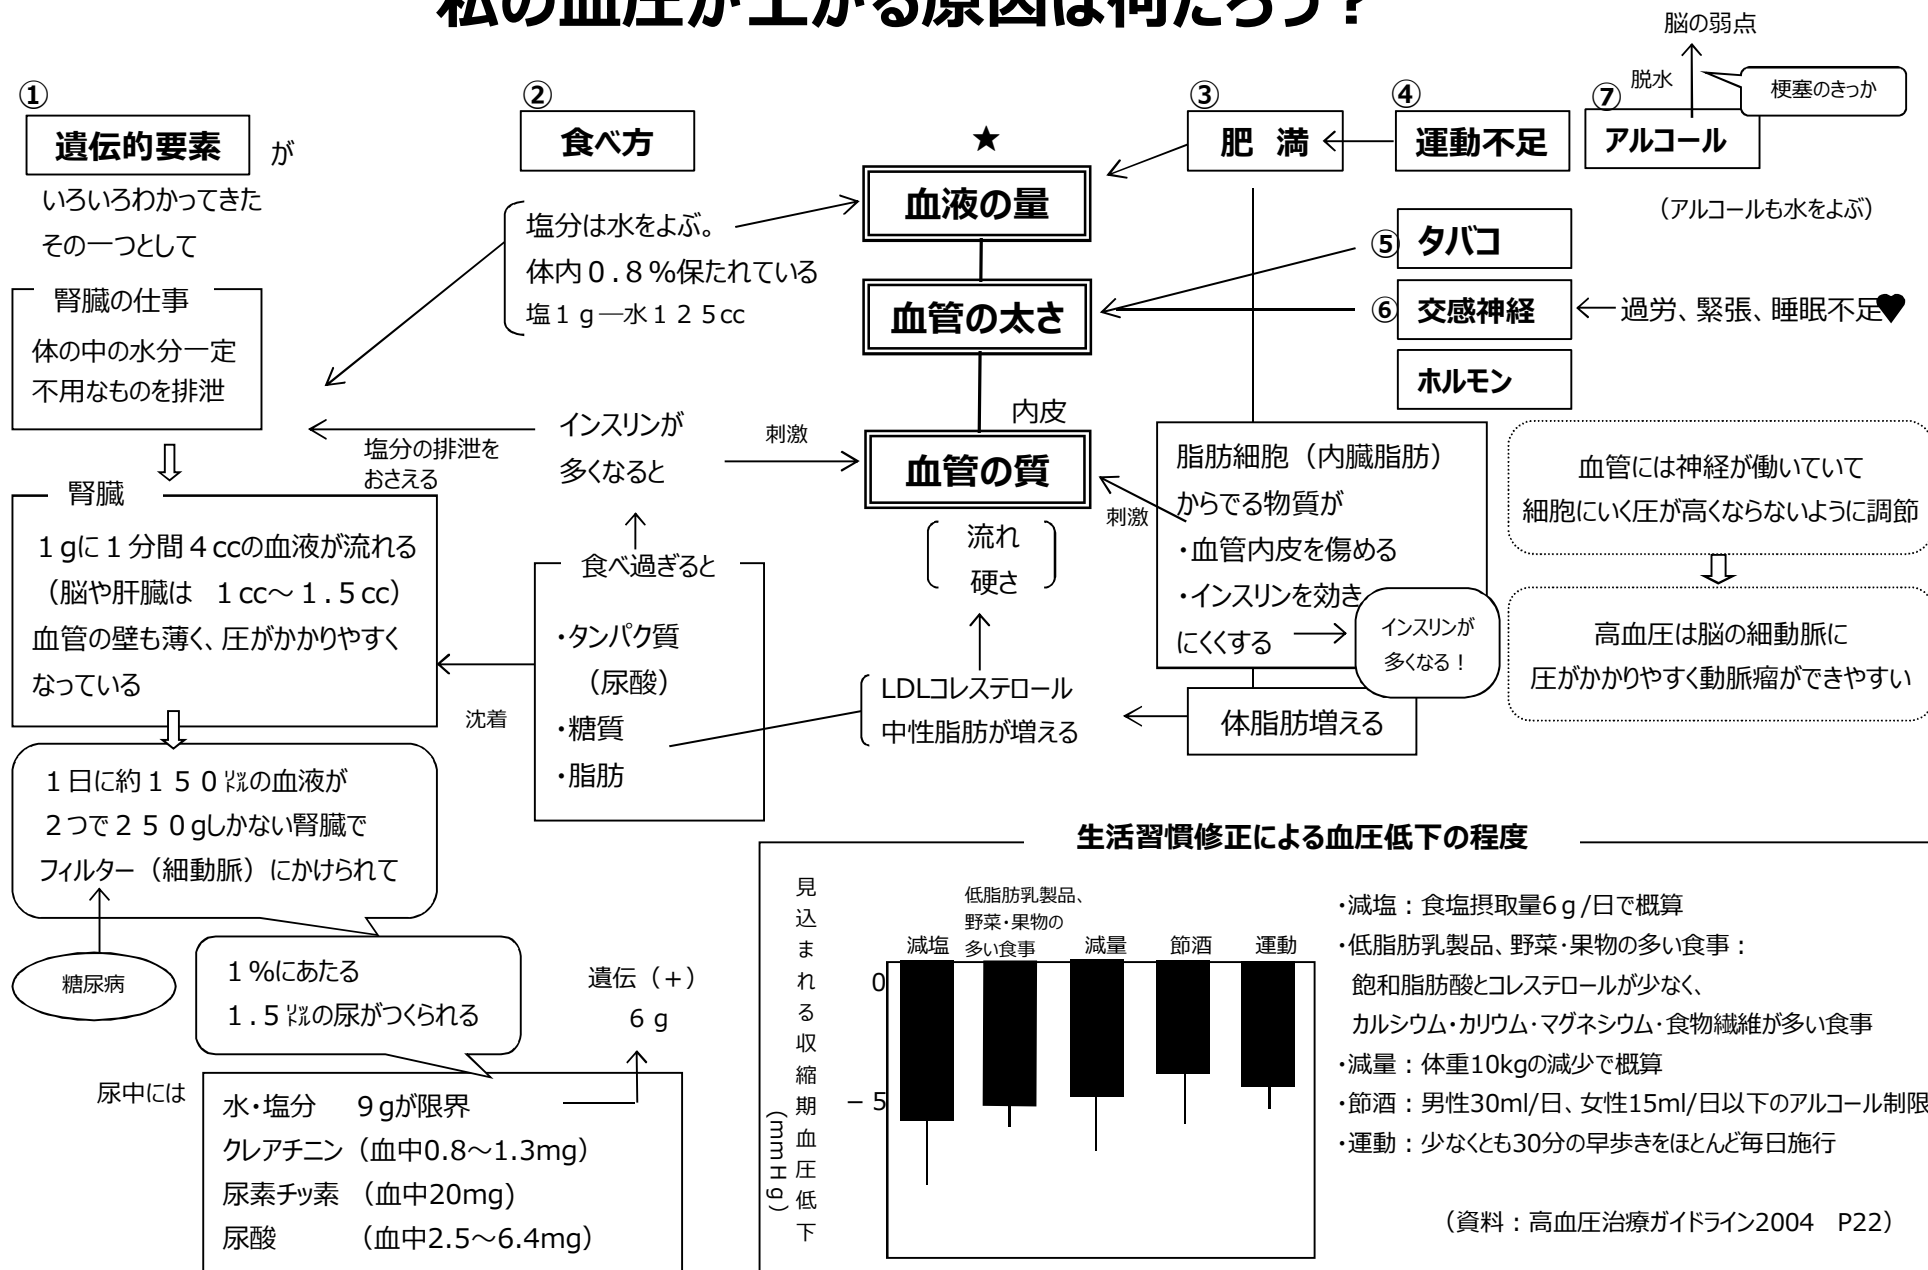 私の血圧が上がる原因は何だろう？
①
遺伝的要素
が
いろいろわかってきた
その一つとして
腎臓の仕事
体の中の水分一定
不用なものを排泄
腎臓
１gに１分間４ccの血液が流れる
（脳や肝臓は　１cc～１.５cc）
血管の壁も薄く、圧がかかりやすく
なっている
１日に約１５０㍑の血液が
２つで２５０gしかない腎臓で
フィルター（細動脈）にかけられて
糖尿病
１%にあたる
１.５㍑の尿がつくられる
遺伝（＋）
６ｇ
尿中には
水・塩分　９gが限界
クレアチニン（血中0.8～1.3mg）
尿素チッ素　（血中20mg)
尿酸　（血中2.5～6.4mg）
②
食べ方
塩分は水をよぶ。
体内０.８％保たれている
塩１ｇ―水１２５cc
インスリンが
多くなると
塩分の排泄を
おさえる
刺激
食べ過ぎると
・タンパク質
（尿酸）
・糖質
・脂肪
沈着
★
血液の量
血管の太さ
内皮
血管の質
流れ
硬さ
LDLコレステロール
中性脂肪が増える
③
肥 満
④
運動不足
⑦
アルコール
脱水
脳の弱点
梗塞のきっか
（アルコールも水をよぶ）
⑤
タバコ
⑥
交感神経
過労、緊張、睡眠不足♥
ホルモン
脂肪細胞（内臓脂肪）
からでる物質が
・血管内皮を傷める
・インスリンを効き
にくくする
刺激
インスリンが
多くなる！
体脂肪増える
血管には神経が働いていて
細胞にいく圧が高くならないように調節
高血圧は脳の細動脈に
圧がかかりやすく動脈瘤ができやすい
生活習慣修正による血圧低下の程度
見込まれる収縮期血圧低下
（mmHg）
減塩
低脂肪乳製品、
野菜・果物の
多い食事
減量
節酒
運動
0
－5
・減塩：食塩摂取量6ｇ/日で概算
・低脂肪乳製品、野菜・果物の多い食事：
飽和脂肪酸とコレステロールが少なく、
カルシウム・カリウム・マグネシウム・食物繊維が多い食事
・減量：体重10kgの減少で概算
・節酒：男性30ml/日、女性15ml/日以下のアルコール制限
・運動：少なくとも30分の早歩きをほとんど毎日施行
（資料：高血圧治療ガイドライン2004　P22）